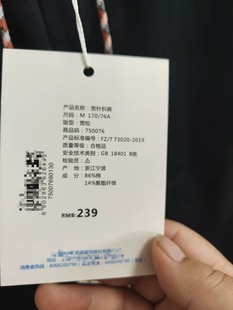 产品名称:男针织裤
尺码:M 170/76A
版型:宽松
商品码:750076
产品标准编号:FZ/T 73020-2019
质量等级:合格品
安全技术类别:GB 18401 B类
检验员:
产 地:浙江宁波
成 分:86%棉
14%聚酯纤维
RMB:239
75007690130